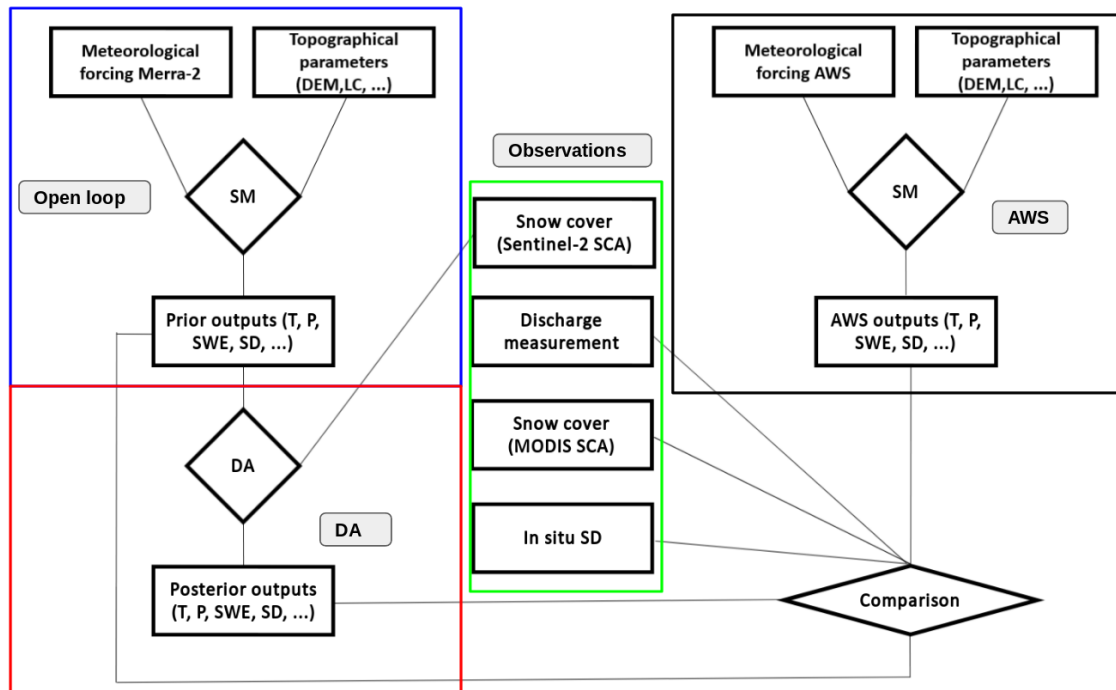 Meteorological
forcing Merra-2
Topographical
parameters
(DEM,LC, ...)
SM
Open loop
Prior outputs (T, P,
SWE, SD, ...)
DA
DA
Posterior outputs
(T, P, SWE, SD, ...)
Observations
Snow cover
(Sentinel-2 SCA)
Discharge
measurement
Snow cover
(MODIS SCA)
In situ SD
Meteorological
forcing AWS
Topographical
parameters
(DEM,LC, ...)
SM
AWS
AWS outputs (T, P,
SWE, SD, ...)
Comparison